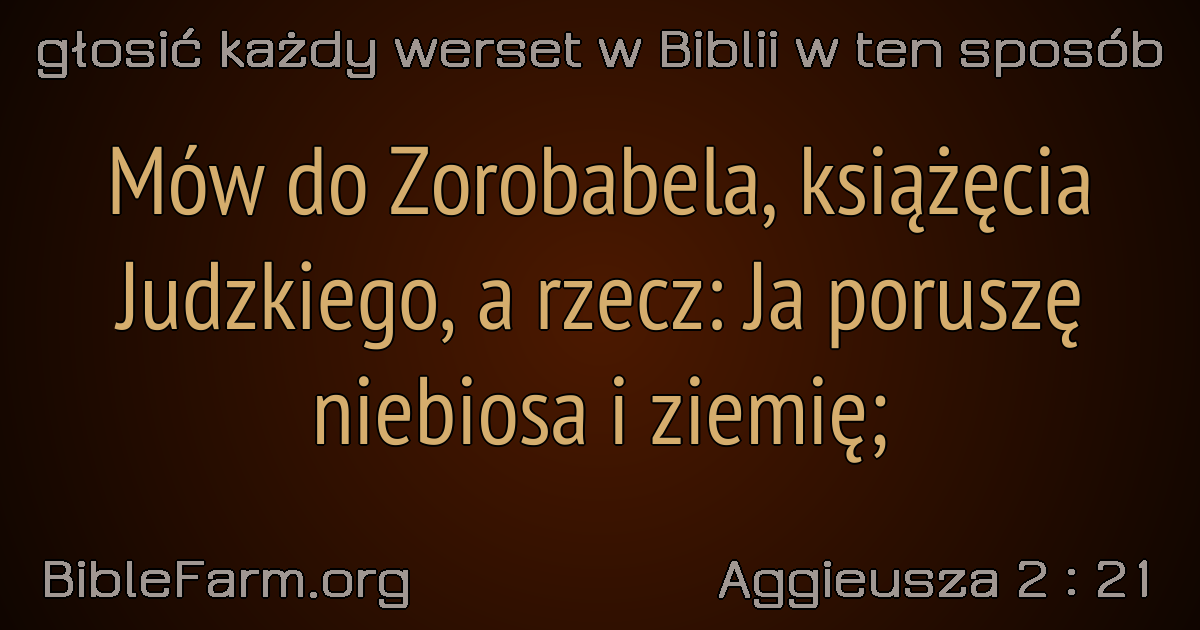 głosić każdy werset w Biblii w ten sposób
Mów do Zorobabela, książęcia
Judzkiego, a rzecz: Ja poruszę
niebiosa i ziemię;
BibleFarm.org
Aggieusza 2 : 21